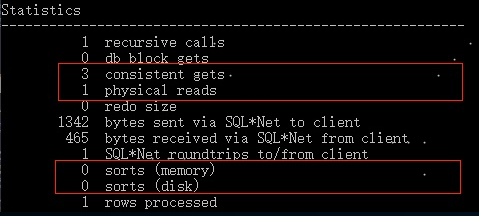 Statistics
----------------------------------------------------------
1 recursive calls
0 db block gets
3 consistent gets
1 physical reads
0 redo size
1342 bytes sent via SQL*Net to client
465 bytes received via SQL*Net from client
1 SQL*Net roundtrips to/from client
0 sorts (memory)
0 sorts (disk)
1 rows processed